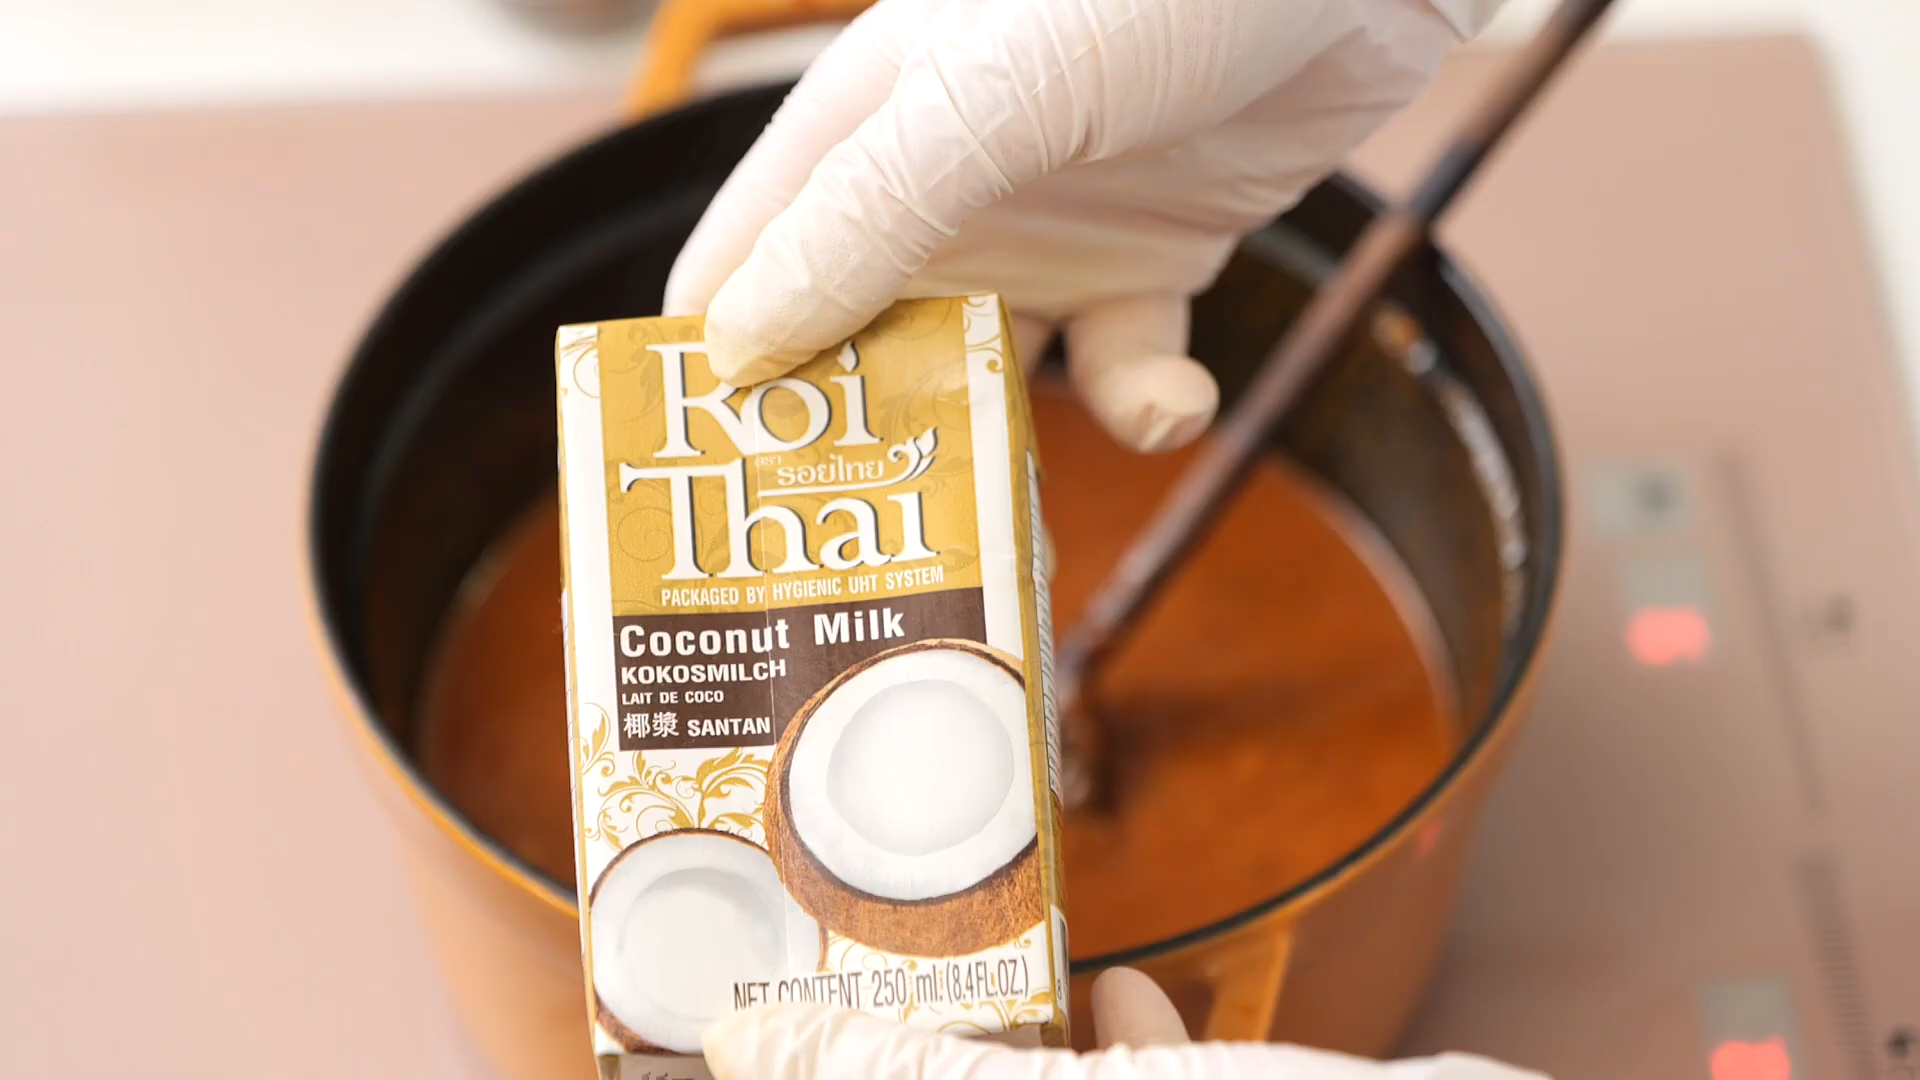 Roi
ตรา รอยไทย
Thai
PACKAGED BY HYGIENIC UHT SYSTEM
Coconut Milk
KOKOSMILCH
LAIT DE COCO
椰漿 SANTAN
NET CONTENT 250 ml. (8.4FL.OZ.)